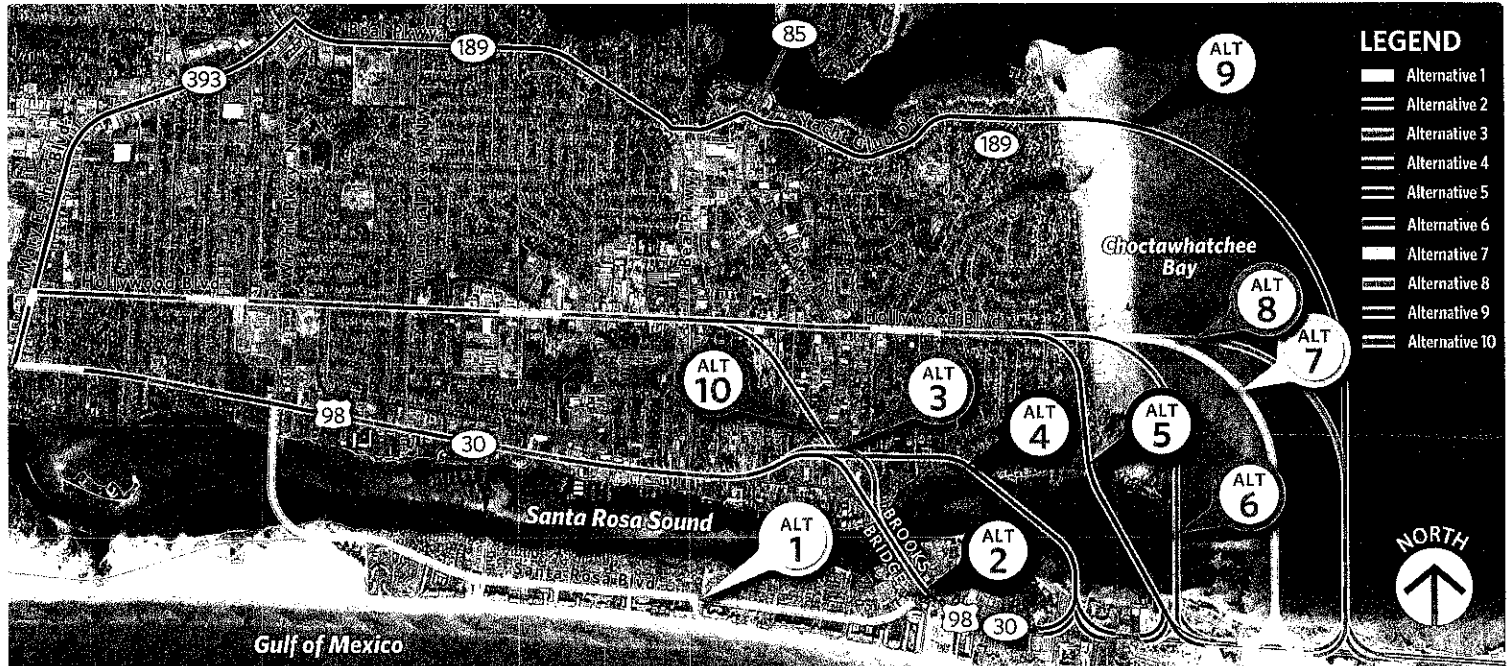 Beal Pkwy
189
393
85
ALT
9
LEGEND
Alternative 1
Alternative 2
Alternative 3
Alternative 4
Alternative 5
Alternative 6
Alternative 7
Alternative 8
Alternative 9
Alternative 10
189
Choctawhatchee
Bay
Hollywood Blvd
Hollywood Blvd
ALT
8
ALT
7
ALT
10
ALT
3
98
30
ALT
4
ALT
5
ALT
6
Santa Rosa Sound
BROOKS
BRIDGE
ALT
1
ALT
2
NORTH
Santa Rosa Blvd
98
30
Gulf of Mexico